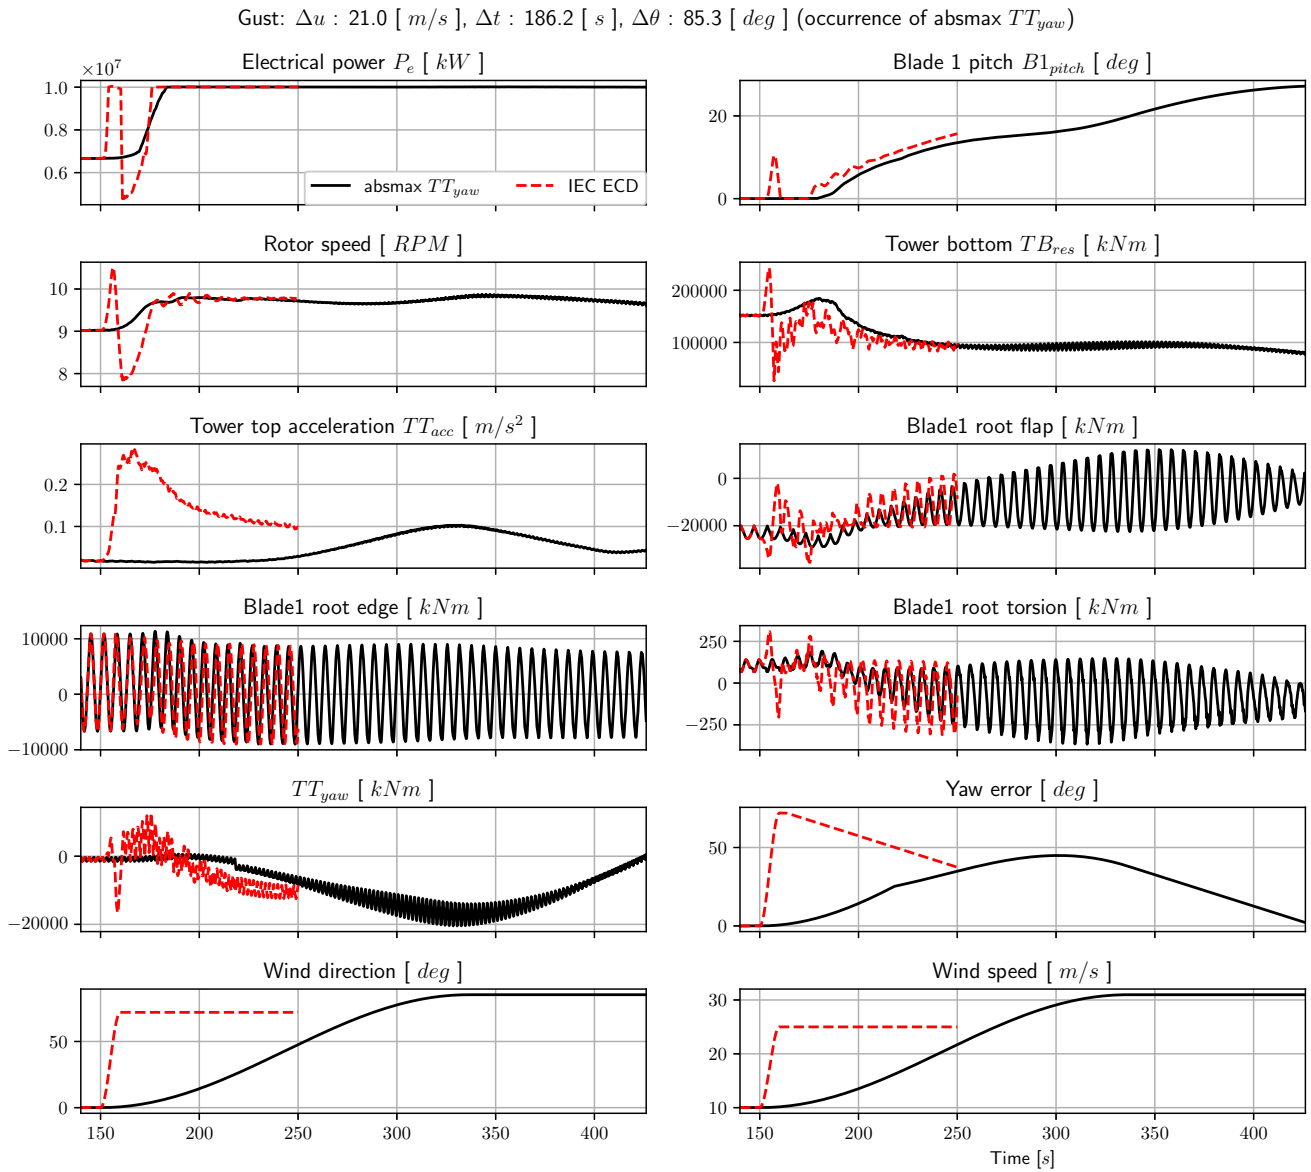 Gust: Δu : 21.0 [ m/s ], Δt : 186.2 [ s ], Δθ : 85.3 [ deg ] (occurrence of absmax TT_yaw)
Electrical power P_e [ kW ]
×10^7
1.0
0.8
0.6
absmax TT_yaw
IEC ECD
Blade 1 pitch B1_pitch [ deg ]
20
0
Rotor speed [ RPM ]
10
9
8
Tower bottom TB_res [ kNm ]
200000
100000
Tower top acceleration TT_acc [ m/s^2 ]
0.2
0.1
Blade1 root flap [ kNm ]
0
−20000
Blade1 root edge [ kNm ]
10000
0
−10000
Blade1 root torsion [ kNm ]
250
0
−250
TT_yaw [ kNm ]
0
−20000
Yaw error [ deg ]
50
0
Wind direction [ deg ]
50
0
150 200 250 300 350 400
Wind speed [ m/s ]
30
20
10
150 200 250 300 350 400
Time [s]